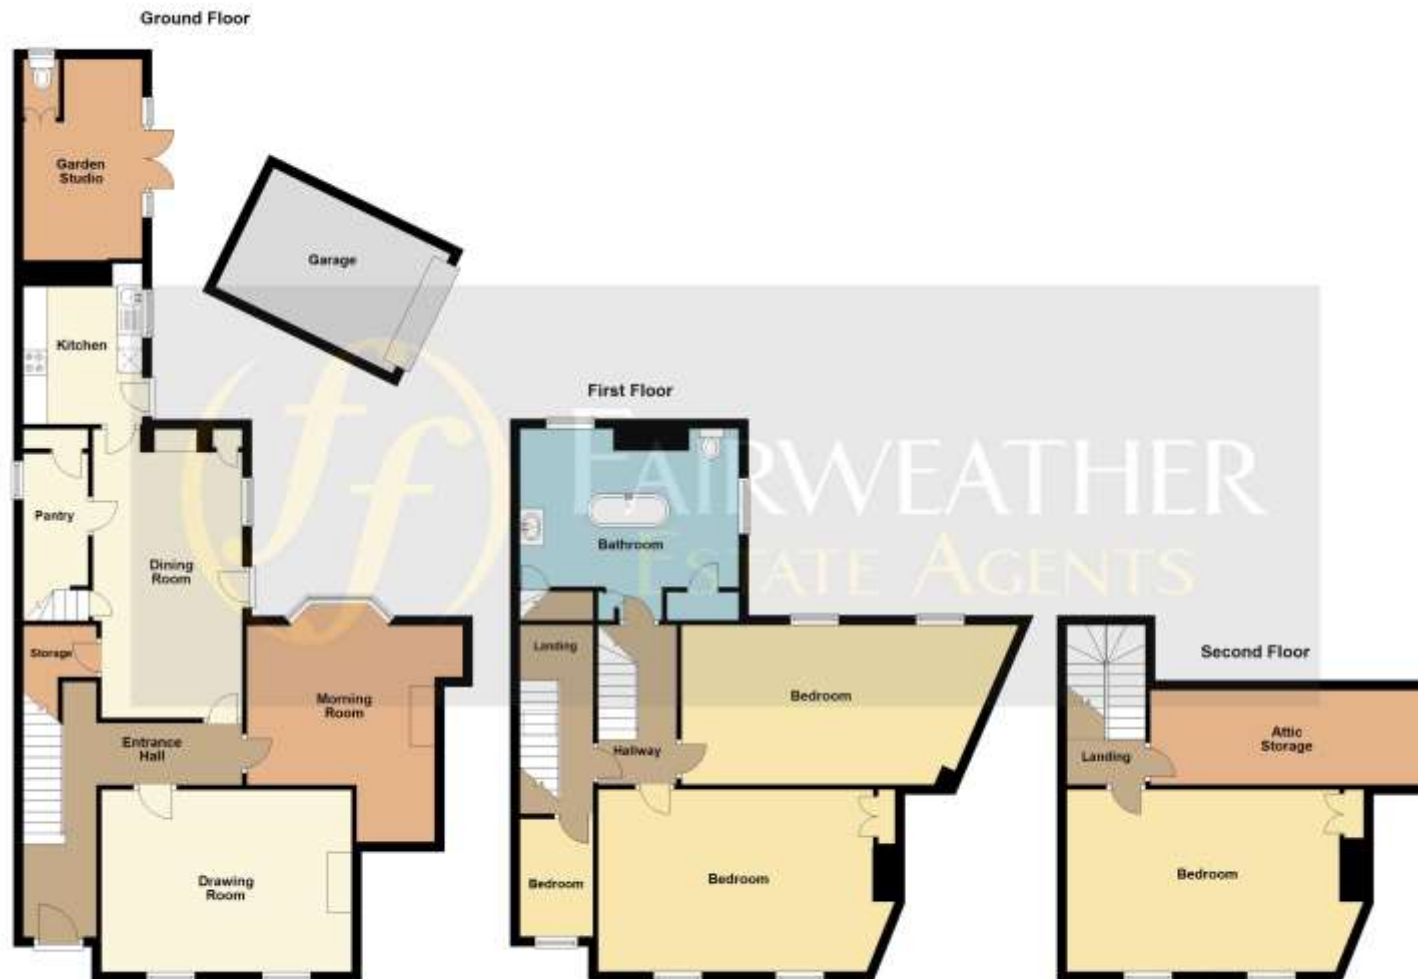 Ground Floor
Garden
Studio
Garage
Kitchen
Pantry
Dining
Room
Storage
Morning
Room
Entrance
Hall
Drawing
Room
First Floor
Bathroom
Landing
Bedroom
Hallway
Bedroom
Bedroom
Second Floor
Attic
Storage
Landing
Bedroom
ff
FAIRWEATHER
ESTATE AGENTS